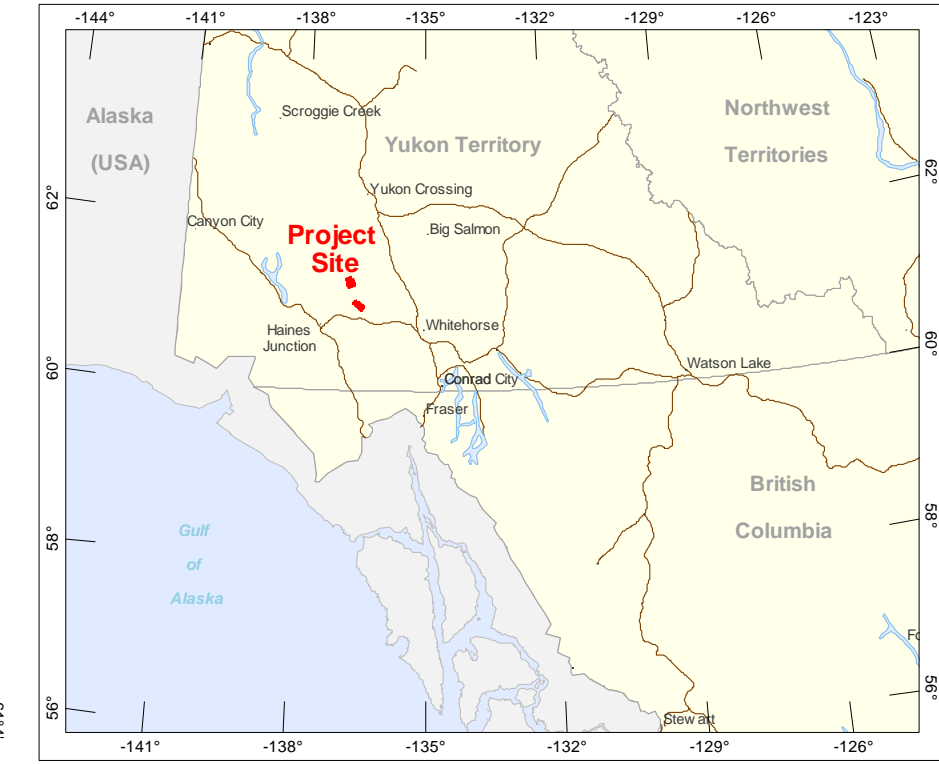 -144°
-141°
-138°
-135°
-132°
-129°
-126°
-123°
Alaska
(USA)
Scroggie Creek
Yukon Territory
Northwest
Territories
62°
62°
Yukon Crossing
Canyon City
Big Salmon
Project
Site
Haines
Junction
Whitehorse
60°
60°
Watson Lake
Conrad City
Fraser
British
Columbia
58°
58°
Gulf
of
Alaska
Fo
56°
56°
Stewart
-141°
-138°
-135°
-132°
-129°
-126°